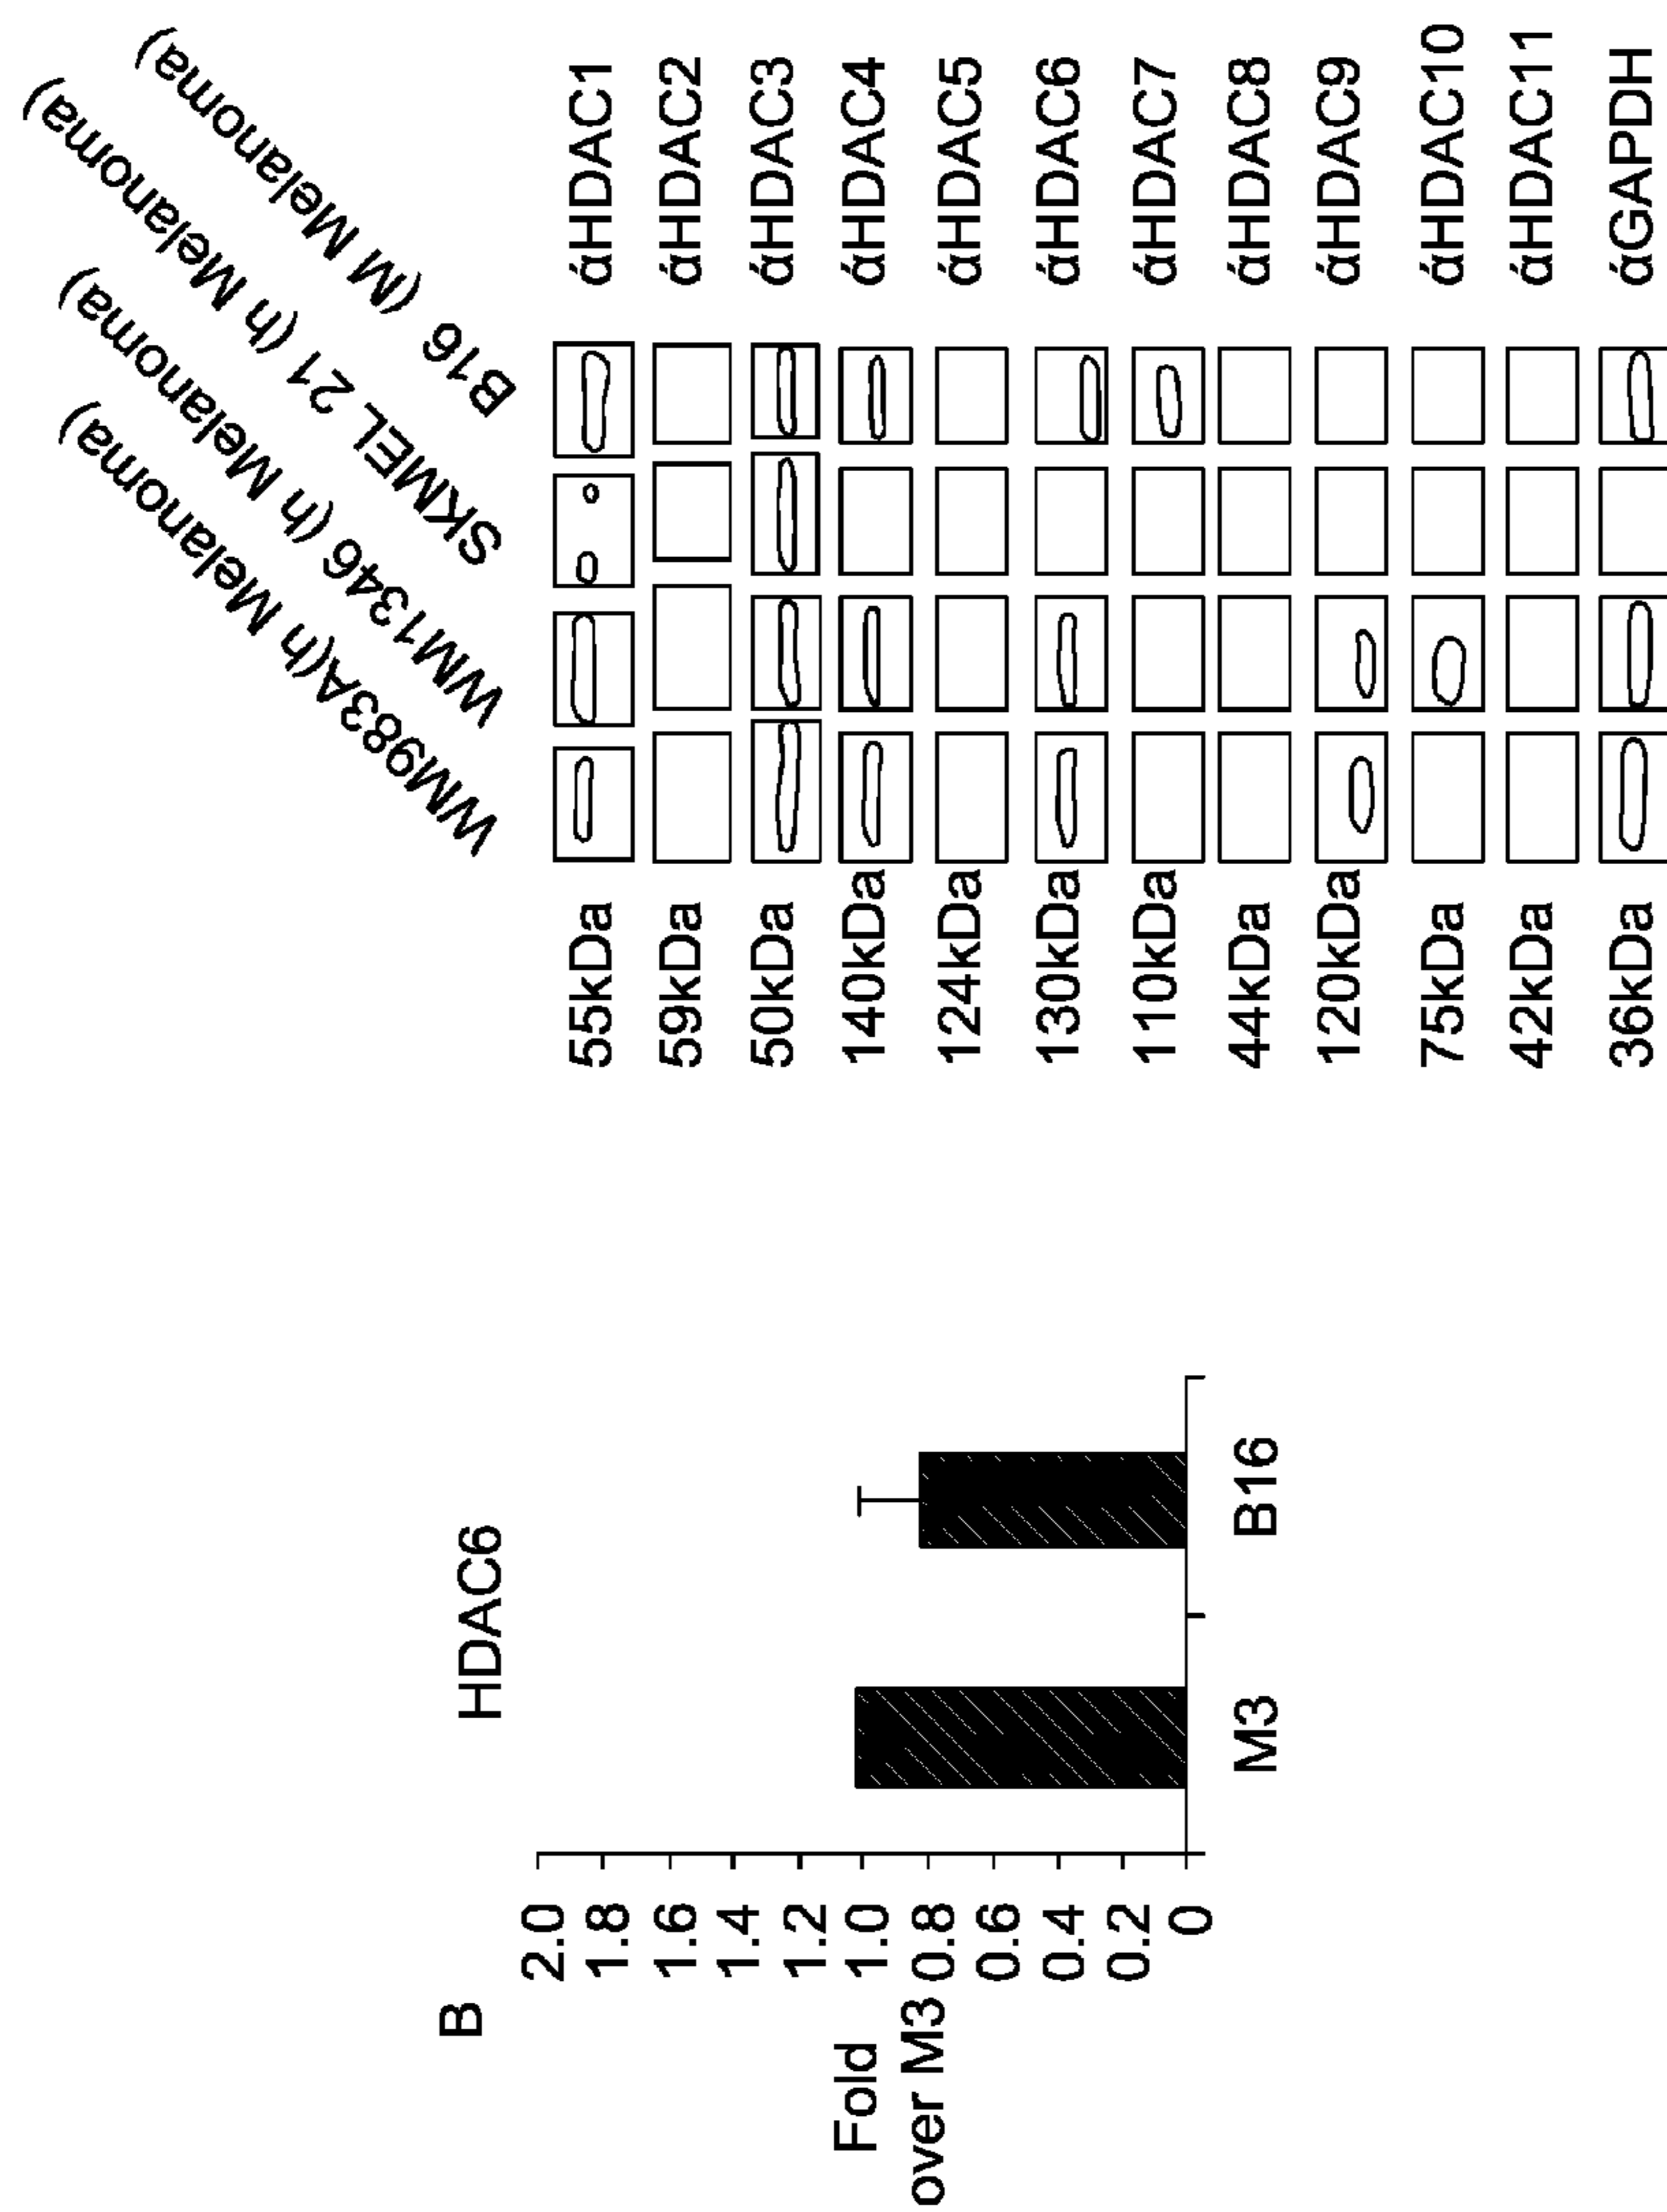 B
HDAC6
2.0
1.8
1.6
1.4
1.2
1.0
0.8
0.6
0.4
0.2
0
Fold
over M3
M3 B16
WM983A(h Melanoma)
WM1346 (h Melanoma)
SKMEL 21 (h Melanoma)
B16 (M Melanoma)
55kDa áHDAC1
59kDa áHDAC2
50kDa áHDAC3
140kDa áHDAC4
124kDa áHDAC5
130kDa áHDAC6
110kDa áHDAC7
44kDa áHDAC8
120kDa áHDAC9
75kDa áHDAC10
42kDa áHDAC11
36kDa áGAPDH